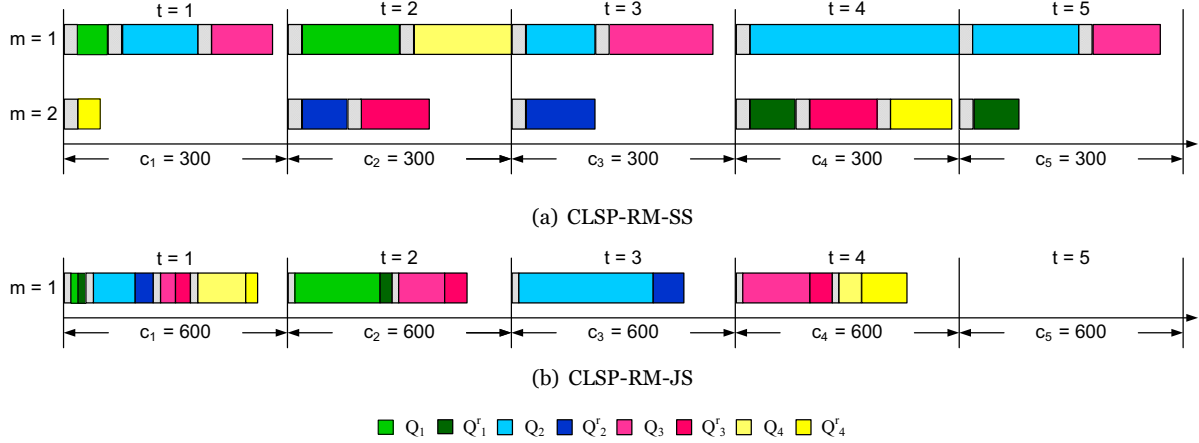 t = 1 t = 2 t = 3 t = 4 t = 5
m = 1
m = 2
c₁ = 300 c₂ = 300 c₃ = 300 c₄ = 300 c₅ = 300
(a) CLSP-RM-SS
t = 1 t = 2 t = 3 t = 4 t = 5
m = 1
c₁ = 600 c₂ = 600 c₃ = 600 c₄ = 600 c₅ = 600
(b) CLSP-RM-JS
Q₁ Qʳ₁ Q₂ Qʳ₂ Q₃ Qʳ₃ Q₄ Qʳ₄